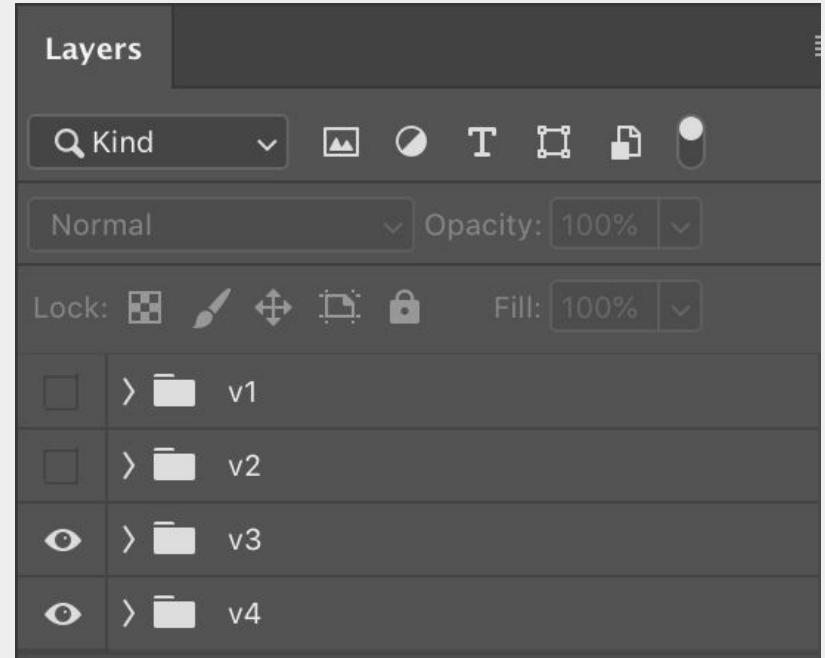 Layers
Kind
Normal Opacity: 100%
Lock: Fill: 100%
v1
v2
v3
v4